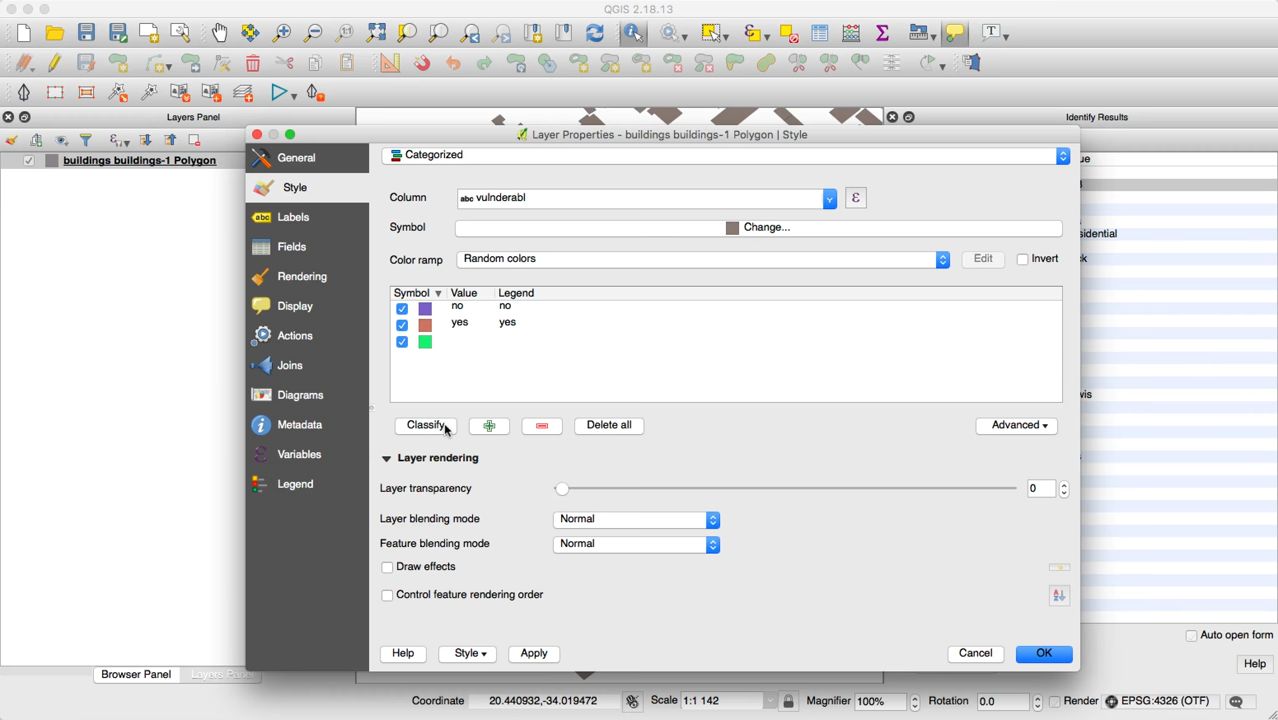 QGIS 2.18.13
Layers Panel
Identify Results
Layer Properties - buildings buildings-1 Polygon | Style
buildings buildings-1 Polygon
General
Style
Labels
Fields
Rendering
Display
Actions
Joins
Diagrams
Metadata
Variables
Legend
Categorized
Column abc vulnderabl ε
Symbol Change...
Color ramp Random colors Edit Invert
Symbol Value Legend
no no
yes yes
Classify Delete all Advanced
Layer rendering
Layer transparency 0
Layer blending mode Normal
Feature blending mode Normal
Draw effects
Control feature rendering order
Help Style Apply Cancel OK
ue
sidential
k
wis
Auto open form
Help
Browser Panel Layers Panel
Coordinate 20.440932,-34.019472 Scale 1:1 142 Magnifier 100% Rotation 0.0 Render EPSG:4326 (OTF)